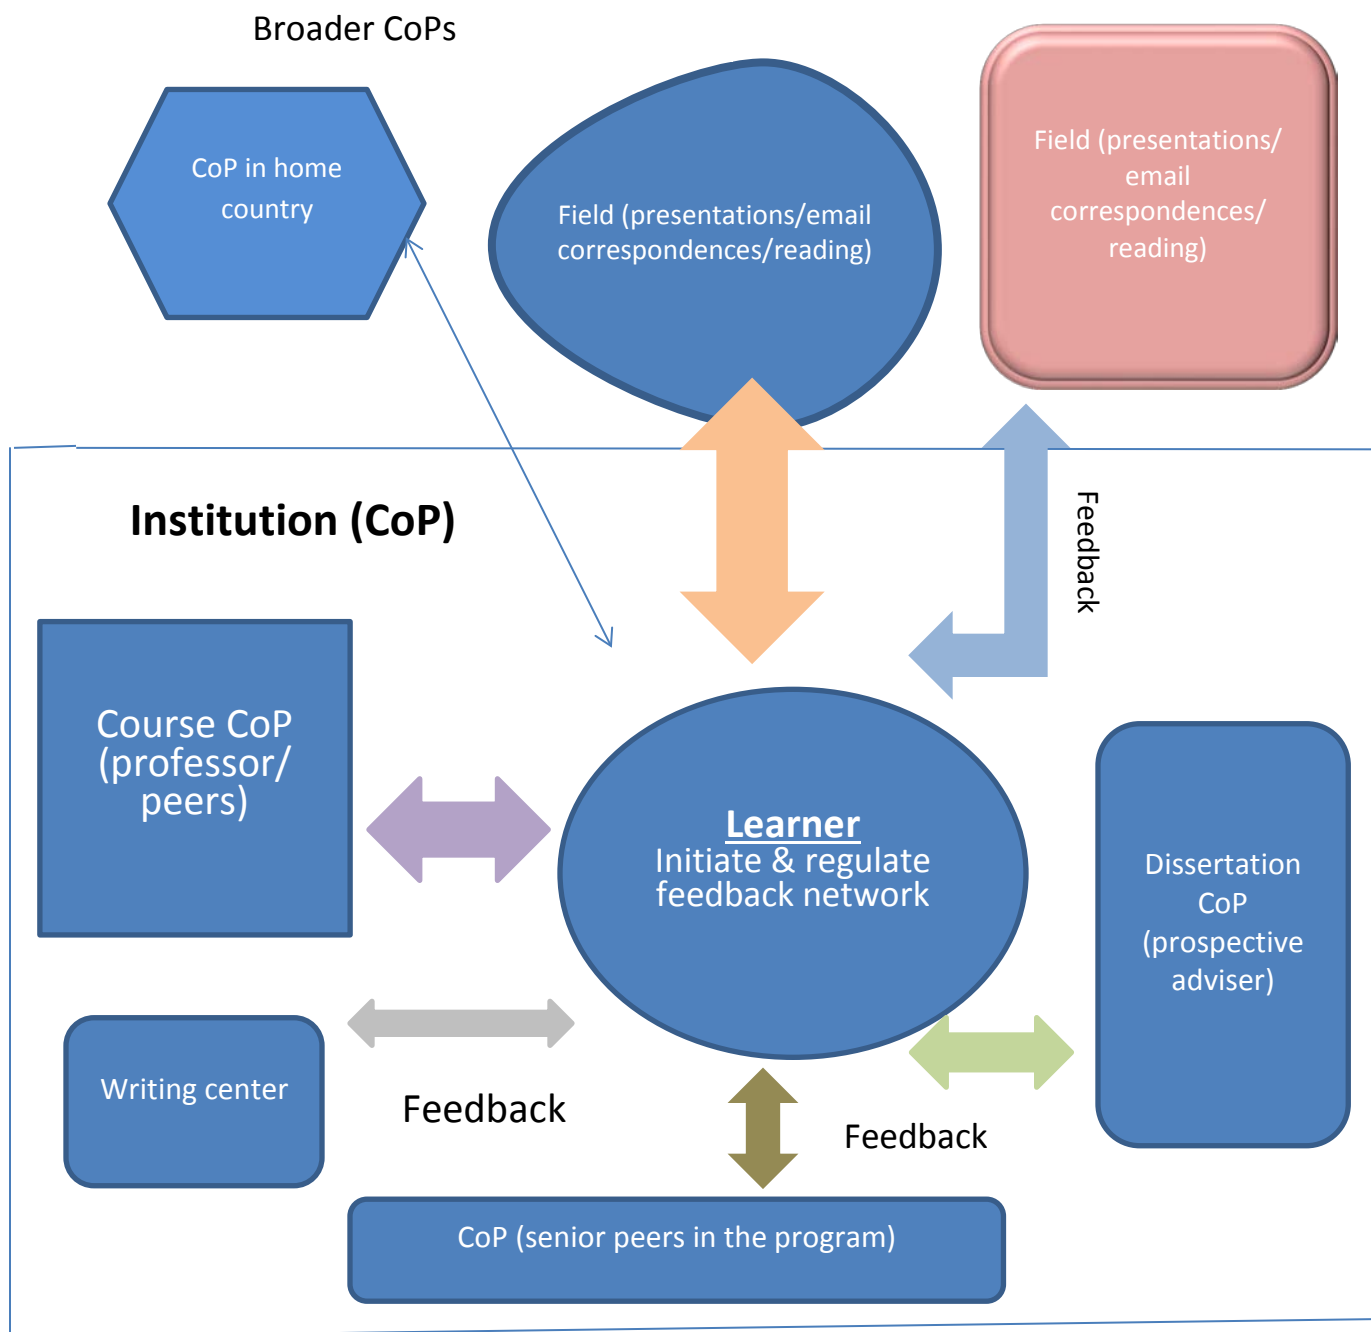 Broader CoPs
CoP in home
country
Field (presentations/email
correspondences/reading)
Field (presentations/
email
correspondences/
reading)
Institution (CoP)
Feedback
Course CoP
(professor/
peers)
Learner
Initiate & regulate
feedback network
Dissertation
CoP
(prospective
adviser)
Writing center
Feedback
Feedback
CoP (senior peers in the program)